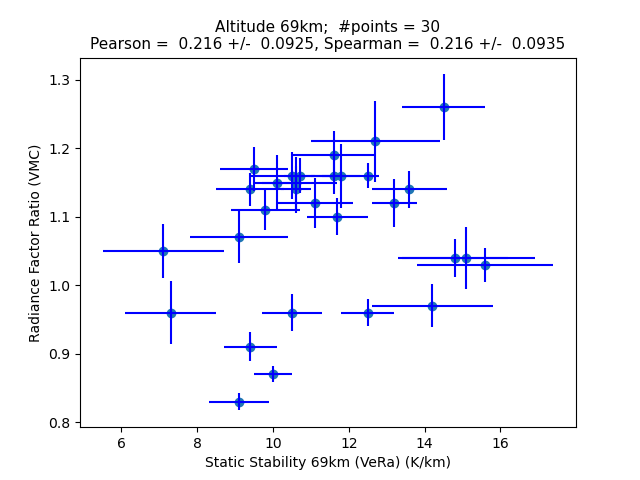 Altitude 69km;  #points = 30
Pearson =  0.216 +/-  0.0925, Spearman =  0.216 +/-  0.0935
1.3
1.2
1.1
1.0
0.9
0.8
Radiance Factor Ratio (VMC)
6 8 10 12 14 16
Static Stability 69km (VeRa) (K/km)